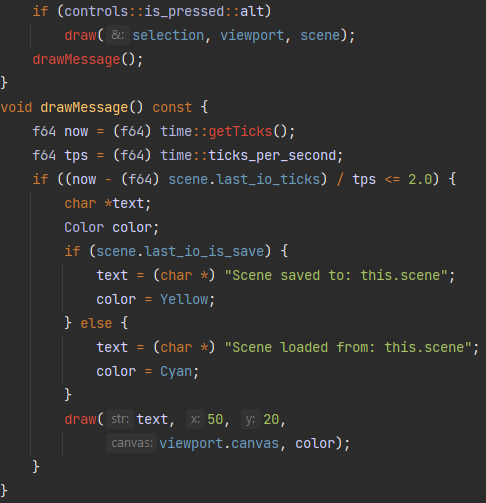 if (controls::is_pressed::alt)
draw( &: selection, viewport, scene);
drawMessage();
}
void drawMessage() const {
f64 now = (f64) time::getTicks();
f64 tps = (f64) time::ticks_per_second;
if ((now - (f64) scene.last_io_ticks) / tps <= 2.0) {
char *text;
Color color;
if (scene.last_io_is_save) {
text = (char *) "Scene saved to: this.scene";
color = Yellow;
} else {
text = (char *) "Scene loaded from: this.scene";
color = Cyan;
}
draw( str: text, x: 50, y: 20,
canvas: viewport.canvas, color);
}
}